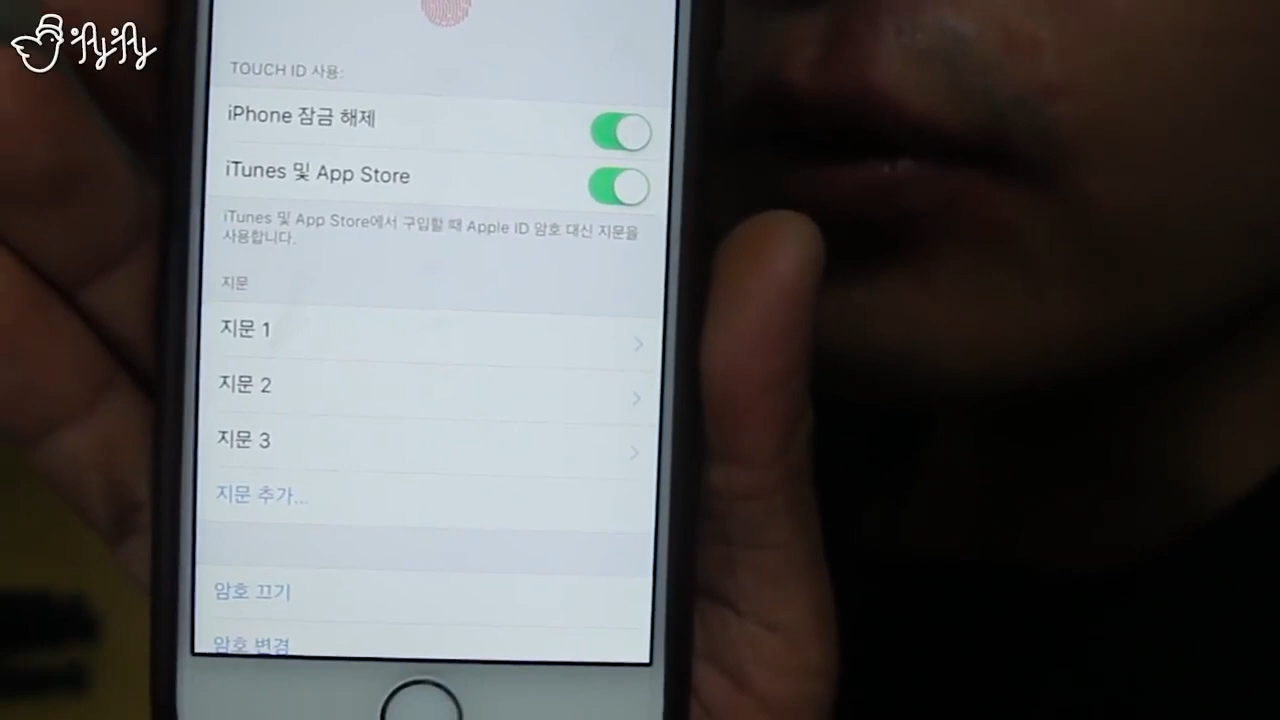 TOUCH ID 사용:
iPhone 잠금 해제
iTunes 및 App Store
iTunes 및 App Store에서 구입할 때 Apple ID 암호 대신 지문을
사용합니다.
지문
지문 1
지문 2
지문 3
지문 추가...
암호 끄기
암호 변경